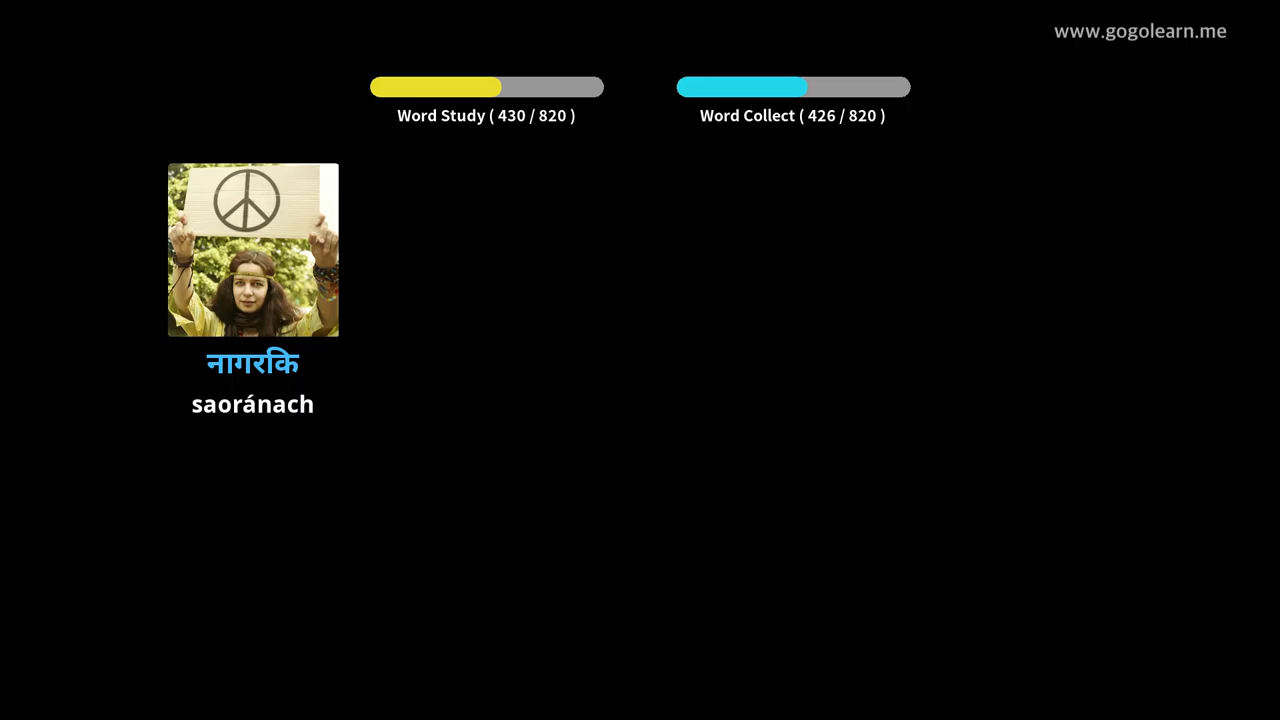 www.gogolearn.me
Word Study ( 430 / 820 )
Word Collect ( 426 / 820 )
नागरकि
saoránach